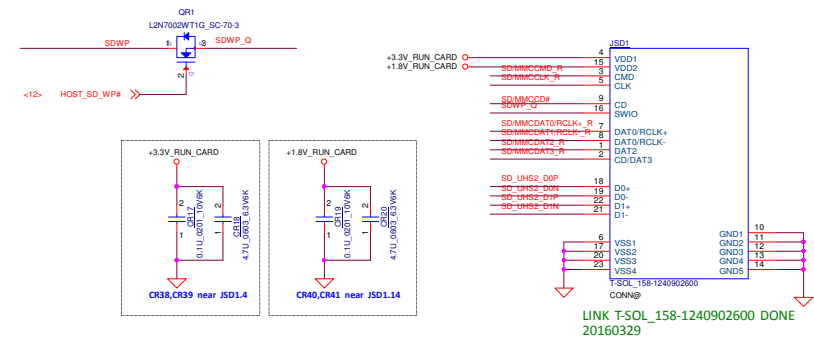 QR1
L2N7002WT1G_SC-70-3
SDWP
1
3
SDWP_Q
G
2
<12>
HOST_SD_WP#
+3.3V_RUN_CARD
+1.8V_RUN_CARD
JSD1
4
VDD1
15
VDD2
SD/MMCCMD_R
3
CMD
SD/MMCCLK_R
5
CLK
SD/MMCCD#
9
CD
SDWP_Q
16
SWIO
SD/MMCDAT0/RCLK+_R
7
DAT0/RCLK+
SD/MMCDAT1/RCLK-_R
8
DAT0/RCLK-
SD/MMCDAT2_R
1
DAT2
SD/MMCDAT3_R
2
CD/DAT3
SD_UHS2_D0P
18
D0+
SD_UHS2_D0N
19
D0-
SD_UHS2_D1P
22
D1+
SD_UHS2_D1N
21
D1-
6
VSS1
17
VSS2
20
VSS3
23
VSS4
GND1
10
GND2
11
GND3
12
GND4
13
GND5
14
T-SOL_158-1240902600
CONN@
LINK T-SOL_158-1240902600 DONE
20160329
+3.3V_RUN_CARD
2
1
CR17
0.1U_0201_10V6K
2
1
CR18
4.7U_0603_6.3V6K
CR38,CR39 near JSD1.4
+1.8V_RUN_CARD
2
1
CR19
0.1U_0201_10V6K
2
1
CR20
4.7U_0603_6.3V6K
CR40,CR41 near JSD1.14